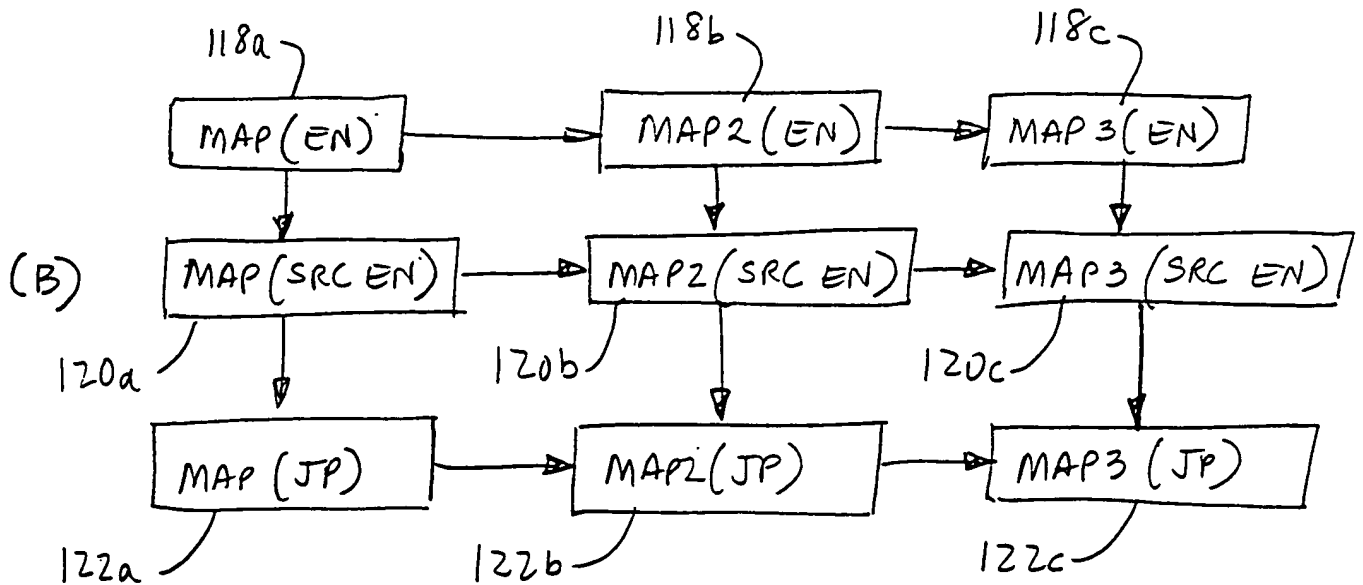 118a 118b 118c
MAP (EN) MAP2 (EN) MAP3 (EN)
(B) MAP (SRC EN) MAP2 (SRC EN) MAP3 (SRC EN)
120a 120b 120c
MAP (JP) MAP2 (JP) MAP3 (JP)
122a 122b 122c